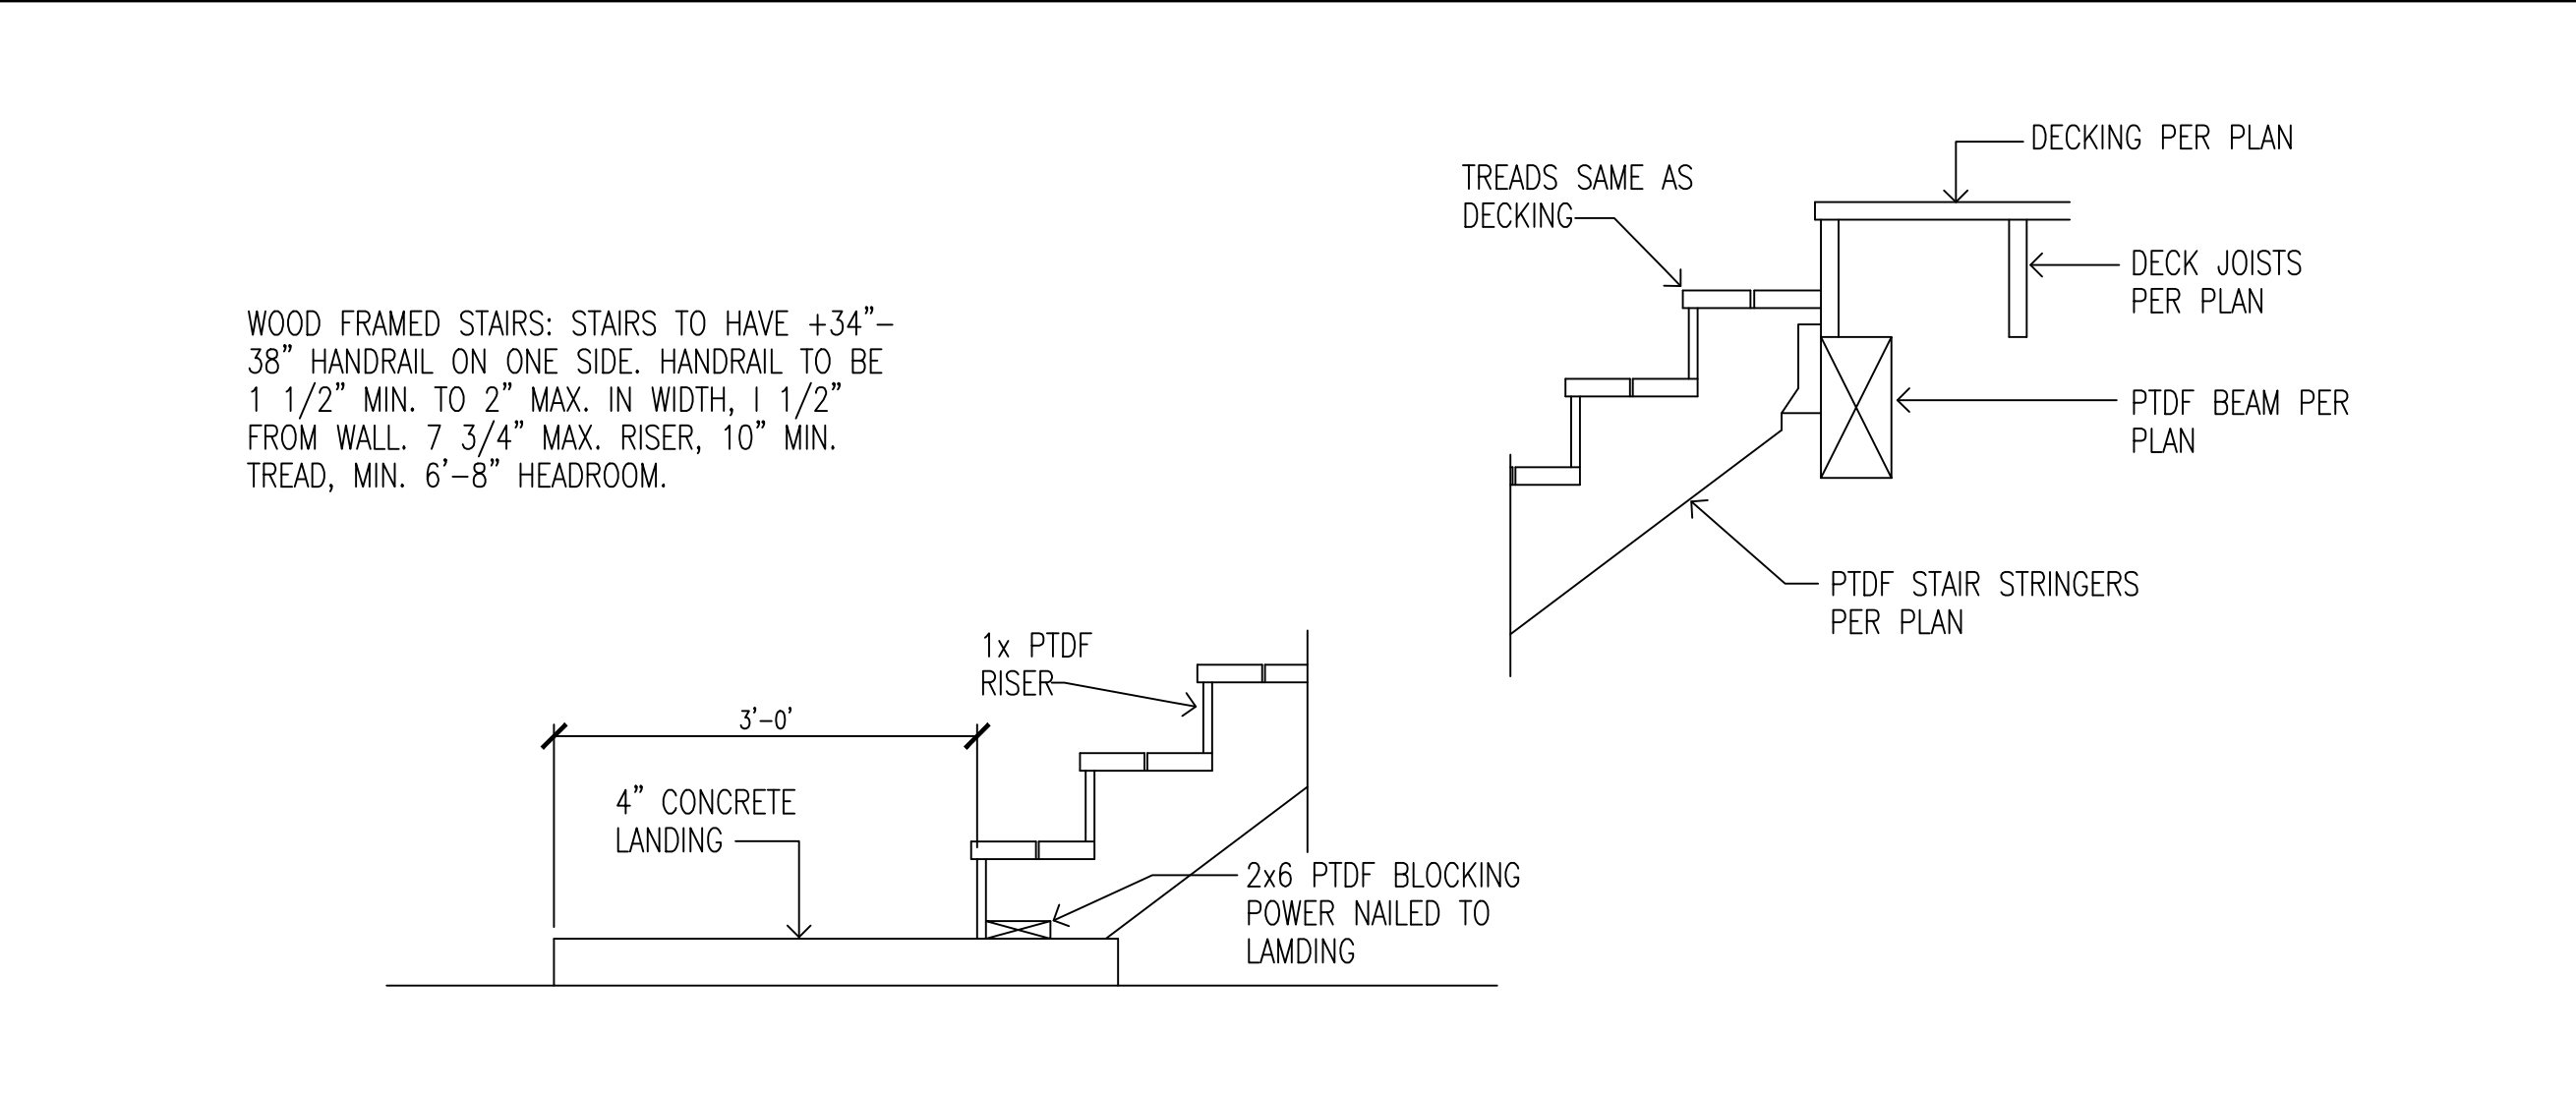 DECKING PER PLAN
TREADS SAME AS
DECKING
DECK JOISTS
PER PLAN
WOOD FRAMED STAIRS: STAIRS TO HAVE +34"-
38" HANDRAIL ON ONE SIDE. HANDRAIL TO BE
1 1/2" MIN. TO 2" MAX. IN WIDTH, I 1/2"
FROM WALL. 7 3/4" MAX. RISER, 10" MIN.
TREAD, MIN. 6'-8" HEADROOM.
PTDF BEAM PER
PLAN
PTDF STAIR STRINGERS
PER PLAN
1x PTDF
RISER
3'-0'
4" CONCRETE
LANDING
2x6 PTDF BLOCKING
POWER NAILED TO
LAMDING